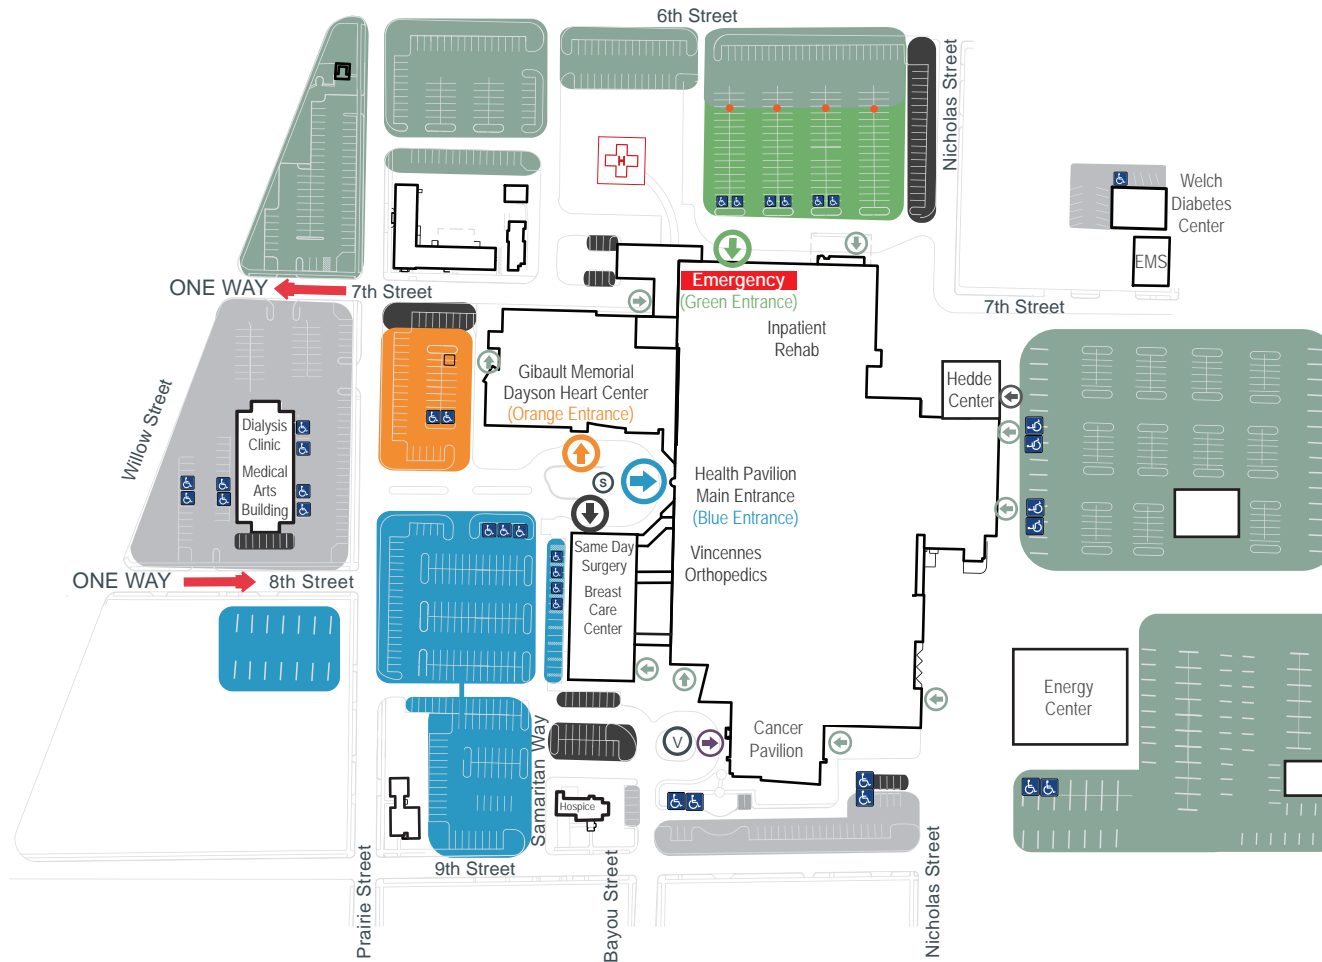 6th Street
Nicholas Street
H
Welch
Diabetes
Center
EMS
ONE WAY
7th Street
7th Street
Emergency
(Green Entrance)
Inpatient
Rehab
Gibault Memorial
Dayson Heart Center
(Orange Entrance)
Hedde
Center
Willow Street
Dialysis
Clinic
Medical
Arts
Building
S
Health Pavilion
Main Entrance
(Blue Entrance)
Vincennes
Orthopedics
Same Day
Surgery
Breast
Care
Center
ONE WAY
8th Street
Energy
Center
Cancer
Pavilion
V
Samaritan Way
Hospice
9th Street
Prairie Street
Bayou Street
Nicholas Street